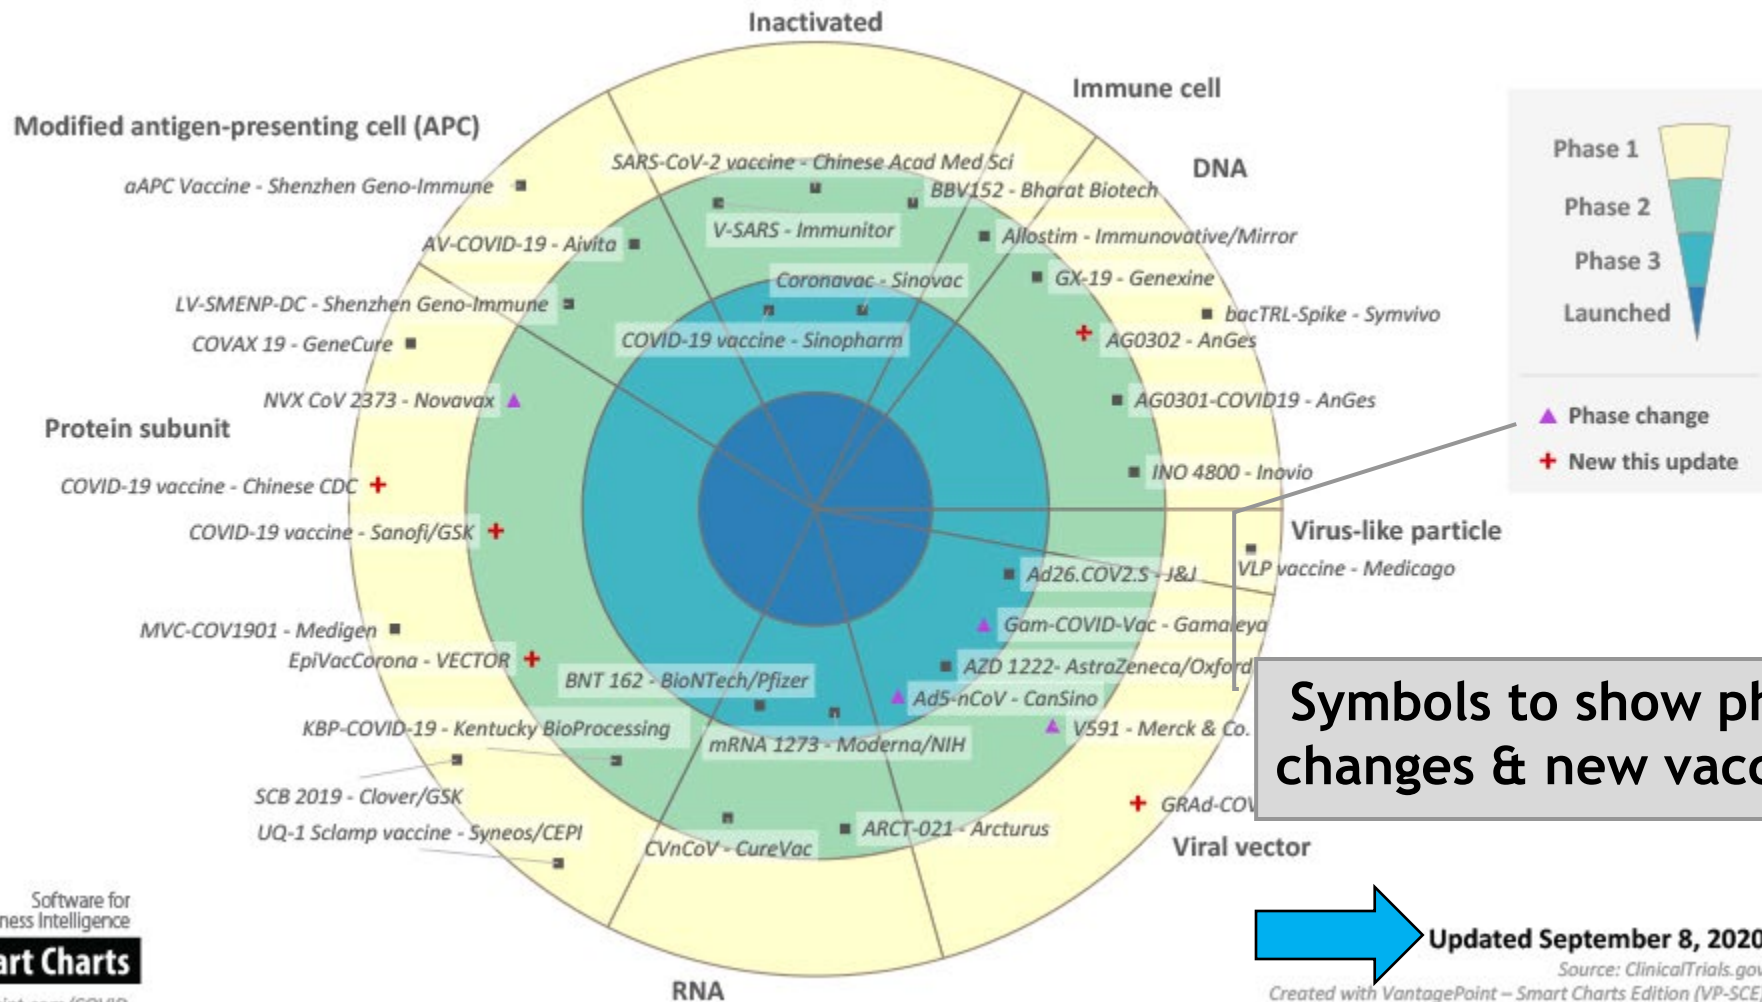 Inactivated
Immune cell
Modified antigen-presenting cell (APC)
DNA
SARS-CoV-2 vaccine - Chinese Acad Med Sci
aAPC Vaccine - Shenzhen Geno-Immune
BBV152 - Bharat Biotech
V-SARS - Immunitor
Allostim - Immunovative/Mirror
AV-COVID-19 - Aivita
Coronavac - Sinovac
GX-19 - Genexine
LV-SMENP-DC - Shenzhen Geno-Immune
bacTRL-Spike - Symvivo
COVAX 19 - GeneCure
COVID-19 vaccine - Sinopharm
AG0302 - AnGes
NVX CoV 2373 - Novavax
AG0301-COVID19 - AnGes
Protein subunit
INO 4800 - Inovio
COVID-19 vaccine - Chinese CDC
COVID-19 vaccine - Sanofi/GSK
Virus-like particle
VLP vaccine - Medicago
Ad26.COV2.S - J&J
MVC-COV1901 - Medigen
Gam-COVID-Vac - Gamaleya
EpiVacCorona - VECTOR
AZD 1222- AstraZeneca/Oxford
BNT 162 - BioNTech/Pfizer
Ad5-nCoV - CanSino
KBP-COVID-19 - Kentucky BioProcessing
V591 - Merck & Co.
mRNA 1273 - Moderna/NIH
SCB 2019 - Clover/GSK
GRAd-COV
UQ-1 Sclamp vaccine - Syneos/CEPI
ARCT-021 - Arcturus
CVnCoV - CureVac
Viral vector
RNA
Phase 1
Phase 2
Phase 3
Launched
Phase change
New this update
Symbols to show ph
changes & new vacc
Software for
ness Intelligence
art Charts
Updated September 8, 2020
Source: ClinicalTrials.gov
Created with VantagePoint – Smart Charts Edition (VP-SCE)